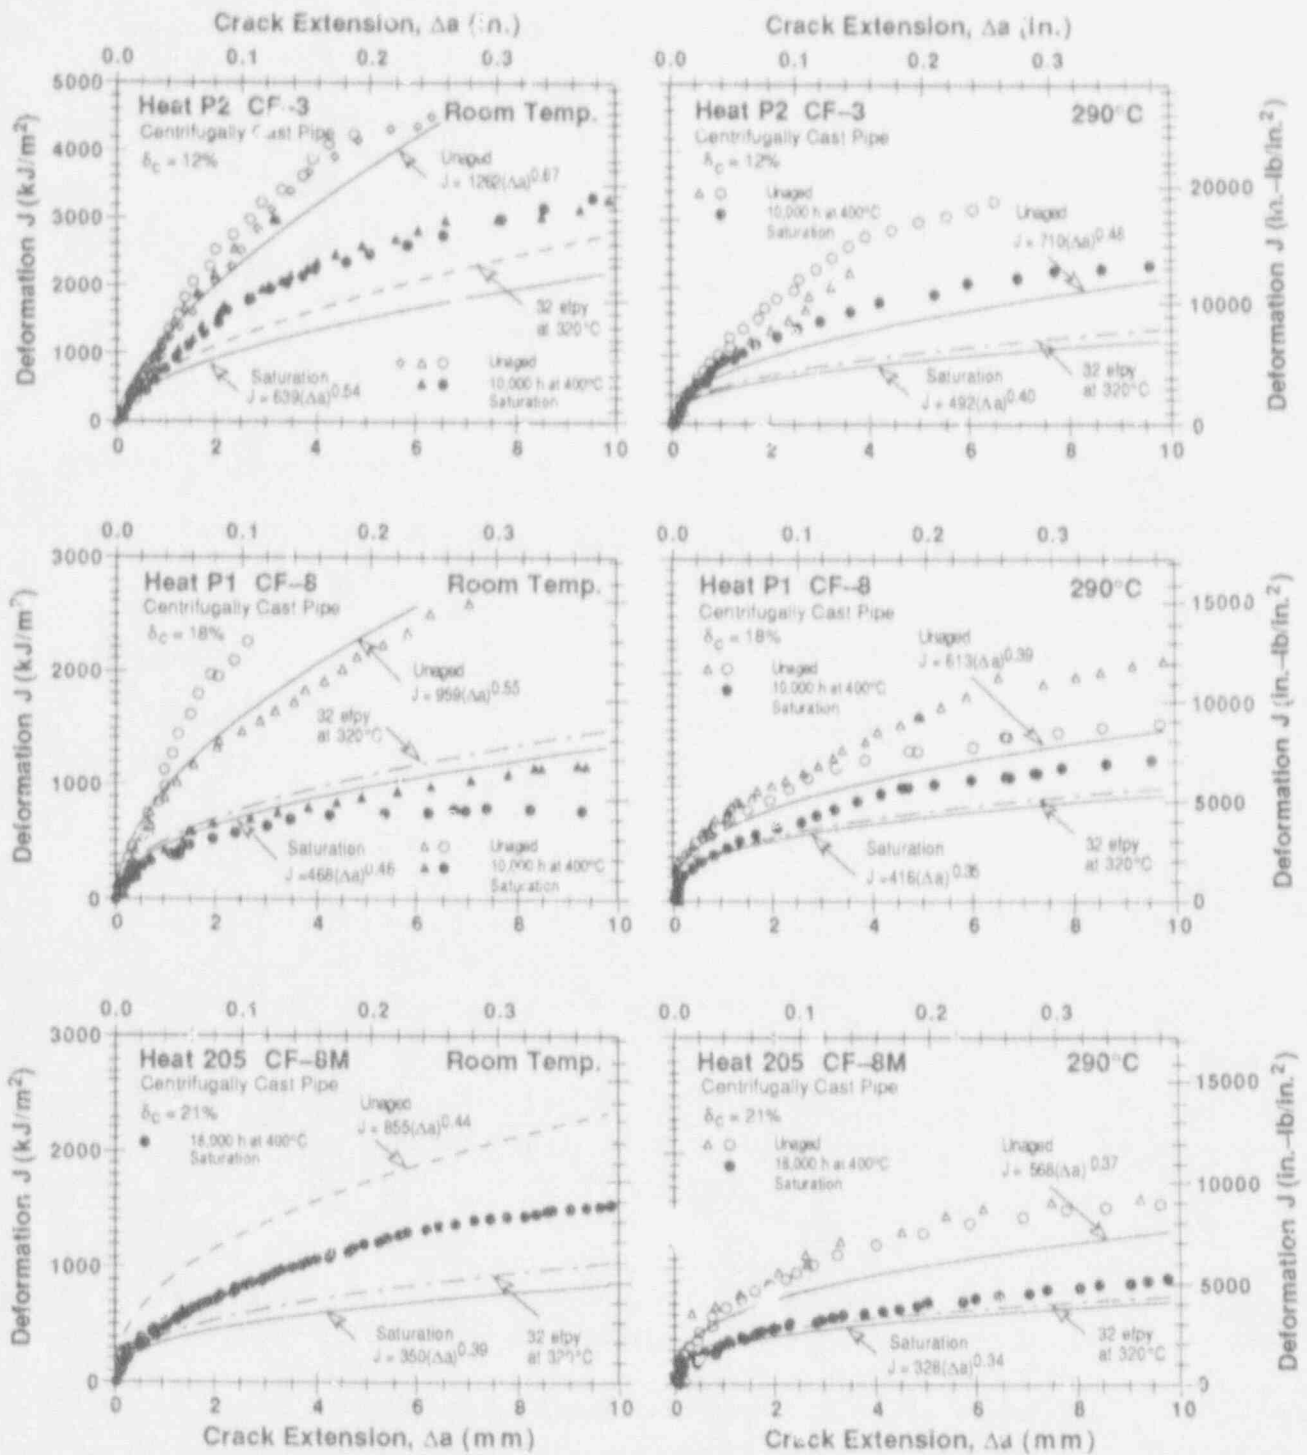 Crack Extension, Δa (in.)
Crack Extension, Δa (in.)
0.0 0.1 0.2 0.3
0.0 0.1 0.2 0.3
Deformation J (kJ/m²)
5000
4000
3000
2000
1000
0
Heat P2 CF-3
Room Temp.
Centrifugally Cast Pipe
δc = 12%
Unaged
J = 1262(Δa)0.67
32 efpy
at 320°C
Saturation
J = 639(Δa)0.54
Unaged
10,000 h at 400°C
Saturation
0 2 4 6 8 10
Heat P2 CF-3
290°C
Centrifugally Cast Pipe
δc = 12%
Unaged
10,000 h at 400°C
Saturation
Unaged
J = 710(Δa)0.48
Saturation
J = 492(Δa)0.40
32 efpy
at 320°C
20000
10000
0
Deformation J (in.-lb/in.²)
0 2 4 6 8 10
0.0 0.1 0.2 0.3
0.0 0.1 0.2 0.3
Deformation J (kJ/m²)
3000
2000
1000
0
Heat P1 CF-8
Room Temp.
Centrifugally Cast Pipe
δc = 18%
Unaged
J = 959(Δa)0.55
32 efpy
at 320°C
Saturation
J =468(Δa)0.46
Unaged
10,000 h at 400°C
Saturation
0 2 4 6 8 10
Heat P1 CF-8
290°C
Centrifugally Cast Pipe
δc = 18%
Unaged
10,000 h at 400°C
Saturation
Unaged
J = 613(Δa)0.39
Saturation
J =416(Δa)0.35
32 efpy
at 320°C
15000
10000
5000
0
Deformation J (in.-lb/in.²)
0 2 4 6 8 10
0.0 0.1 0.2 0.3
0.0 0.1 0.2 0.3
Deformation J (kJ/m²)
3000
2000
1000
0
Heat 205 CF-8M
Room Temp.
Centrifugally Cast Pipe
δc = 21%
18,000 h at 400°C
Saturation
Unaged
J = 855(Δa)0.44
Saturation
J = 350(Δa)0.39
32 efpy
at 320°C
0 2 4 6 8 10
Crack Extension, Δa (mm)
Heat 205 CF-8M
290°C
Centrifugally Cast Pipe
δc = 21%
Unaged
18,000 h at 400°C
Saturation
Unaged
J = 568(Δa)0.37
Saturation
J = 328(Δa)0.34
32 efpy
at 320°C
15000
10000
5000
0
Deformation J (in.-lb/in.²)
0 2 4 6 8 10
Crack Extension, Δa (mm)